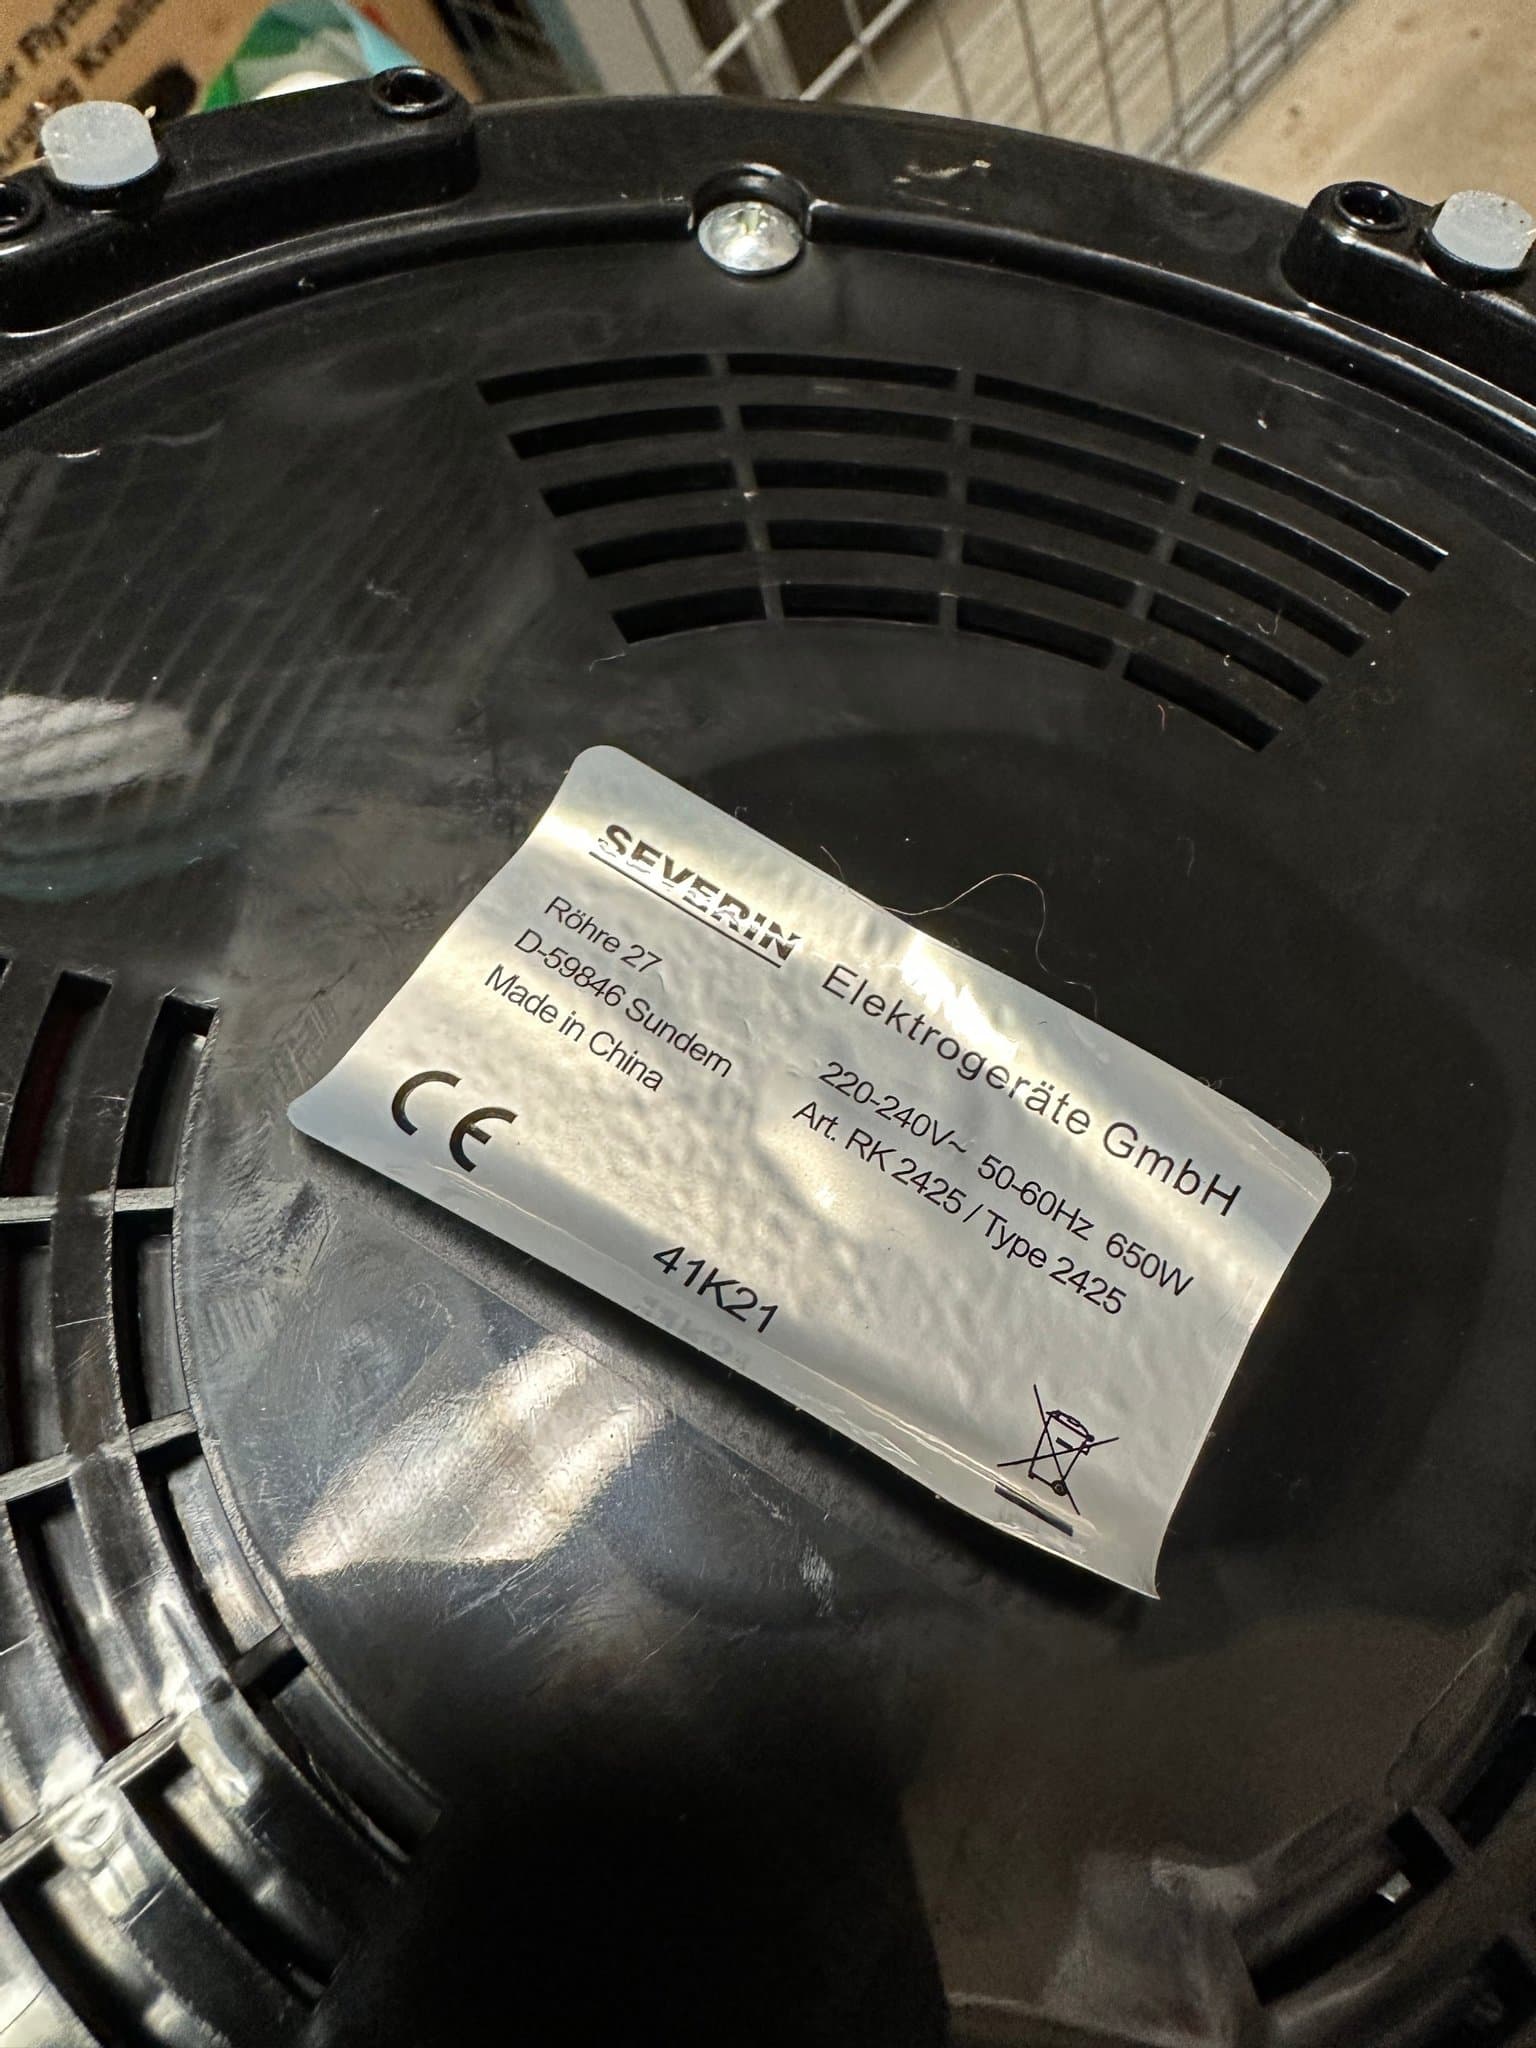 Kvalit
SEVERIN Elektrogeräte GmbH
Röhre 27
D-59846 Sundern
Made in China
220-240V~ 50-60Hz 650W
Art. RK 2425 / Type 2425
CE
41K21